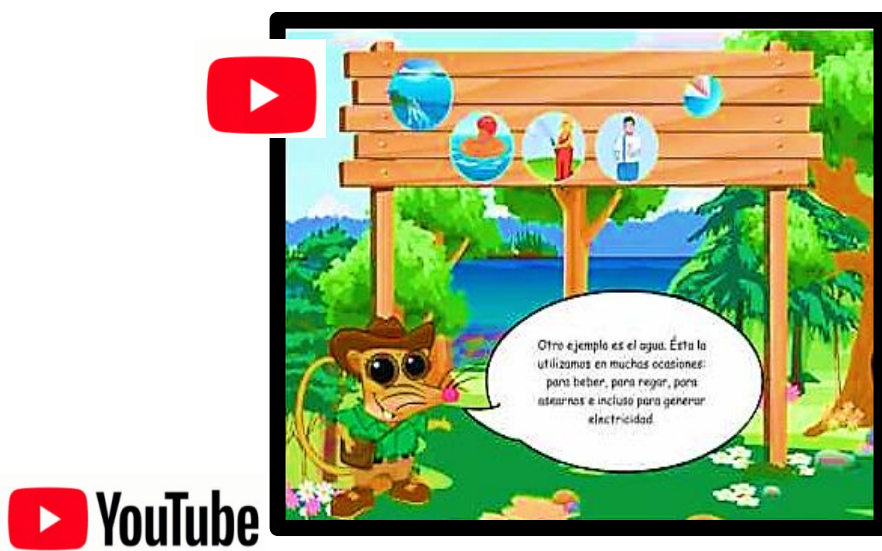 Otro ejemplo es el agua. Ésta la
utilizamos en muchas ocasiones:
para beber, para regar, para
asearnos e incluso para generar
electricidad.
YouTube